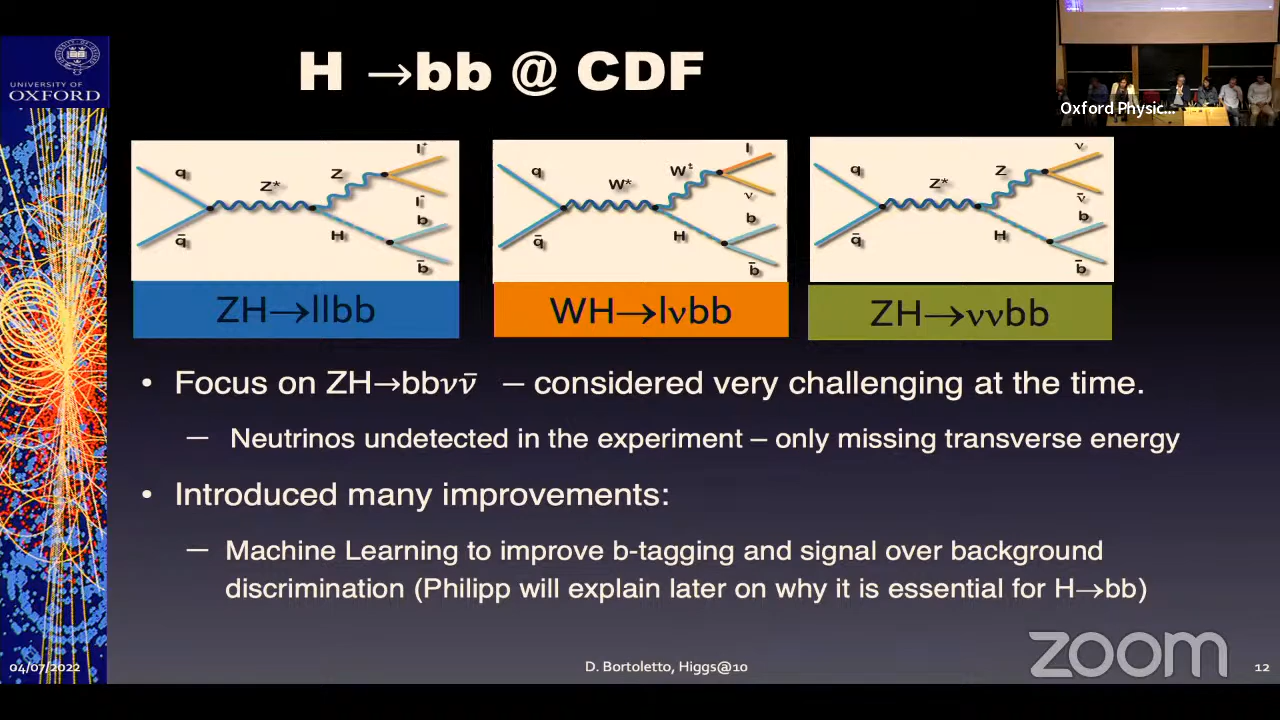 H →bb @ CDF
UNIVERSITY OF
OXFORD
Oxford Physic...
q
q̄
Z*
Z
H
l⁺
l⁻
b
b̄
q
q̄
W*
W±
H
l
ν
b
b̄
q
q̄
Z*
Z
H
ν
ν̄
b
b̄
ZH→llbb
WH→lνbb
ZH→ννbb
• Focus on ZH→bbνν̄ – considered very challenging at the time.
— Neutrinos undetected in the experiment – only missing transverse energy
• Introduced many improvements:
— Machine Learning to improve b-tagging and signal over background
discrimination (Philipp will explain later on why it is essential for H→bb)
zoom
04/07/2022
D. Bortoletto, Higgs@10
12